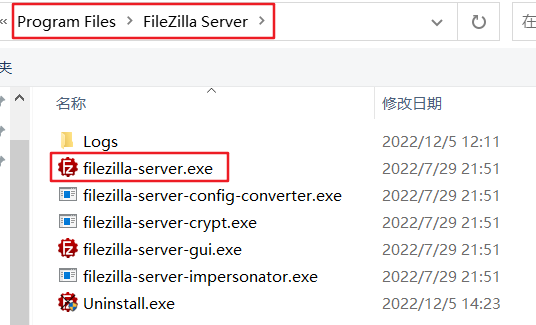 « Program Files > FileZilla Server > 在
夹
名称 修改日期
Logs 2022/12/5 12:11
filezilla-server.exe 2022/7/29 21:51
filezilla-server-config-converter.exe 2022/7/29 21:51
filezilla-server-crypt.exe 2022/7/29 21:51
filezilla-server-gui.exe 2022/7/29 21:51
filezilla-server-impersonator.exe 2022/7/29 21:51
Uninstall.exe 2022/12/5 14:23